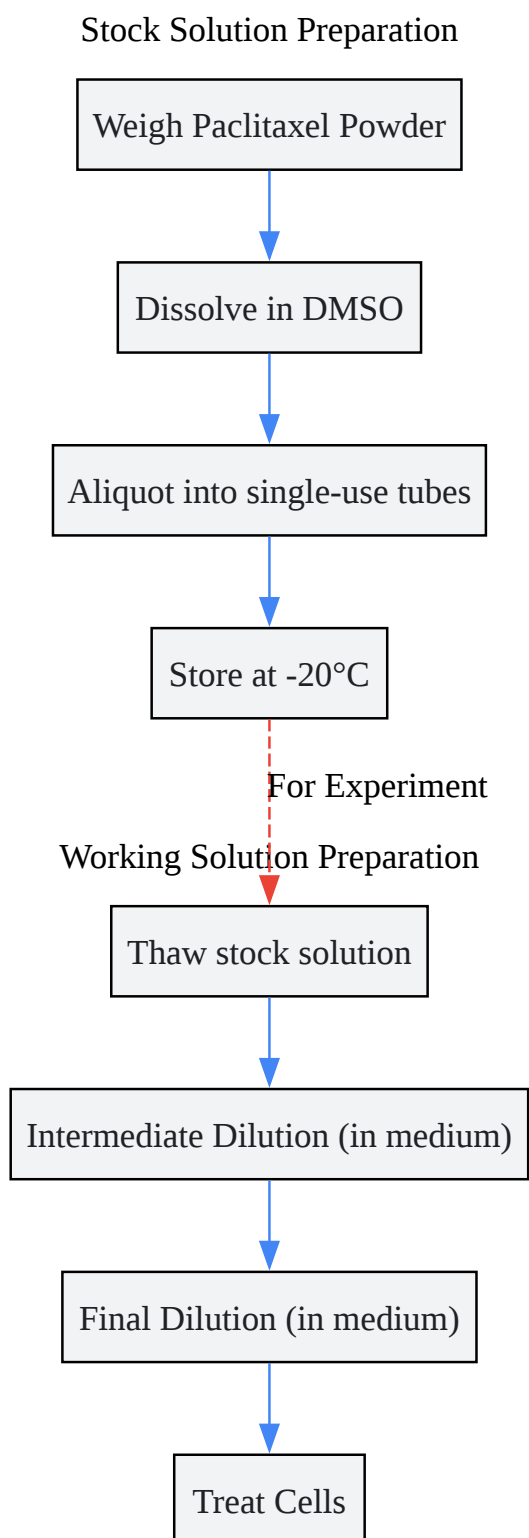 Stock Solution Preparation
Weigh Paclitaxel Powder
Dissolve in DMSO
Aliquot into single-use tubes
Store at -20°C
For Experiment
Working Solution Preparation
Thaw stock solution
Intermediate Dilution (in medium)
Final Dilution (in medium)
Treat Cells